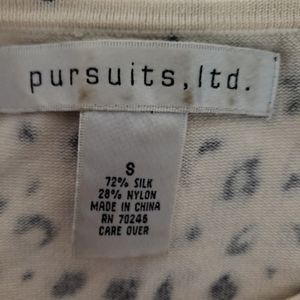 pursuits,ltd.
S
72% SILK
28% NYLON
MADE IN CHINA
RN 70246
CARE OVER